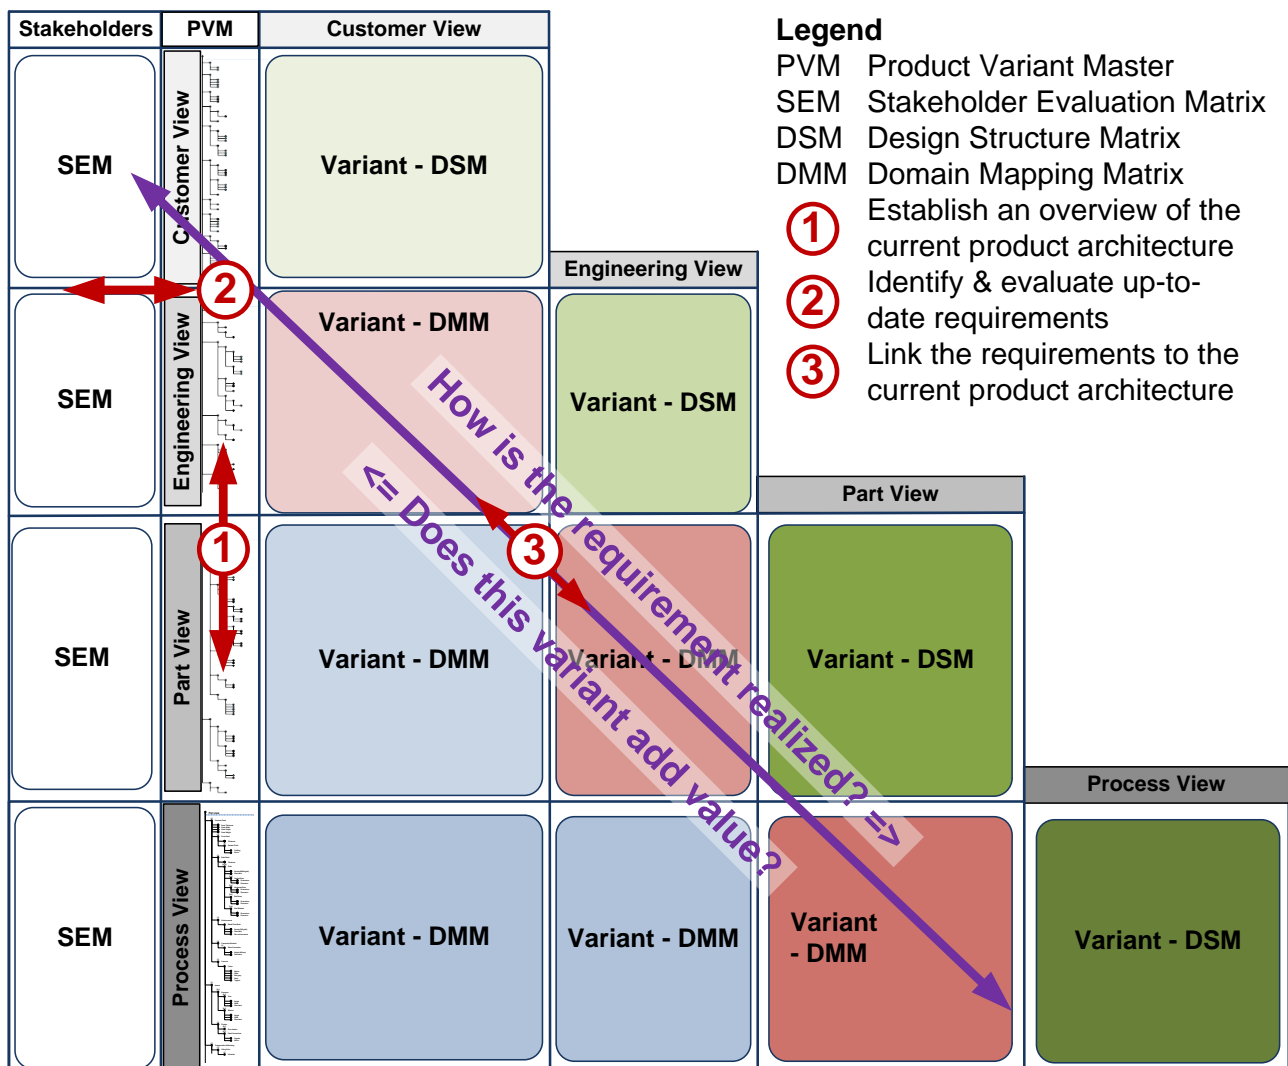 Stakeholders
PVM
Customer View
Legend
PVM Product Variant Master
SEM Stakeholder Evaluation Matrix
DSM Design Structure Matrix
DMM Domain Mapping Matrix
1 Establish an overview of the
current product architecture
2 Identify & evaluate up-to-
date requirements
3 Link the requirements to the
current product architecture
SEM
Customer View
Variant - DSM
Engineering View
2
SEM
Engineering View
Variant - DMM
Variant - DSM
Part View
How is the requirement realized? =>
<= Does this variant add value?
1
3
SEM
Part View
Variant - DMM
Variant - DMM
Variant - DSM
Process View
SEM
Process View
Variant - DMM
Variant - DMM
Variant
- DMM
Variant - DSM